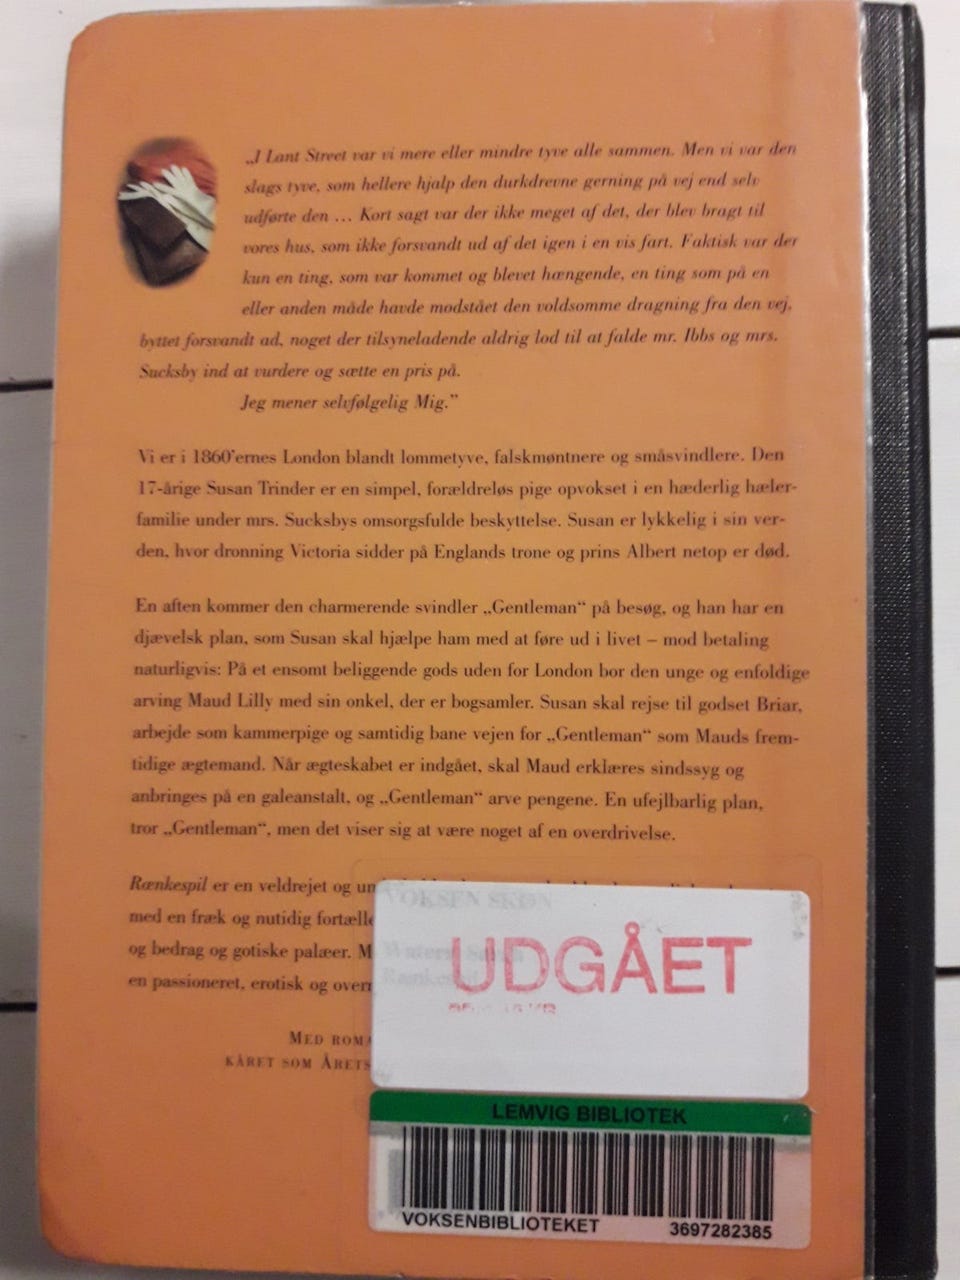 „I Lant Street var vi mere eller mindre tyve alle sammen. Men vi var den
slags tyve, som hellere hjalp den durkdrevne gerning på vej end selv
udførte den ... Kort sagt var der ikke meget af det, der blev bragt til
vores hus, som ikke forsvandt ud af det igen i en vis fart. Faktisk var der
kun en ting, som var kommet og blevet hængende, en ting som på en
eller anden måde havde modstået den voldsomme dragning fra den vej,
byttet forsvandt ad, noget der tilsyneladende aldrig lod til at falde mr. Ibbs og mrs.
Sucksby ind at vurdere og sætte en pris på.
Jeg mener selvfølgelig Mig.”
Vi er i 1860'ernes London blandt lommetyve, falskmøntnere og småsvindlere. Den
17-årige Susan Trinder er en simpel, forældreløs pige opvokset i en hæderlig hæler-
familie under mrs. Sucksbys omsorgsfulde beskyttelse. Susan er lykkelig i sin ver-
den, hvor dronning Victoria sidder på Englands trone og prins Albert netop er død.
En aften kommer den charmerende svindler „Gentleman“ på besøg, og han har en
djævelsk plan, som Susan skal hjælpe ham med at føre ud i livet – mod betaling
naturligvis: På et ensomt beliggende gods uden for London bor den unge og enfoldige
arving Maud Lilly med sin onkel, der er bogsamler. Susan skal rejse til godset Briar,
arbejde som kammerpige og samtidig bane vejen for „Gentleman“ som Mauds frem-
tidige ægtemand. Når ægteskabet er indgået, skal Maud erklæres sindssyg og
anbringes på en galeanstalt, og „Gentleman“ arve pengene. En ufejlbarlig plan,
tror „Gentleman“, men det viser sig at være noget af en overdrivelse.
Rænkespil er en veldrejet og un
med en fræk og nutidig fortælle
og bedrag og gotiske palæer. M
en passioneret, erotisk og overr
MED ROMA
KÅRET SOM ÅRETS
VOKSEN SKØN
Waters, Sarah
Rænkespil
UDGÅET
LEMVIG BIBLIOTEK
VOKSENBIBLIOTEKET 3697282385